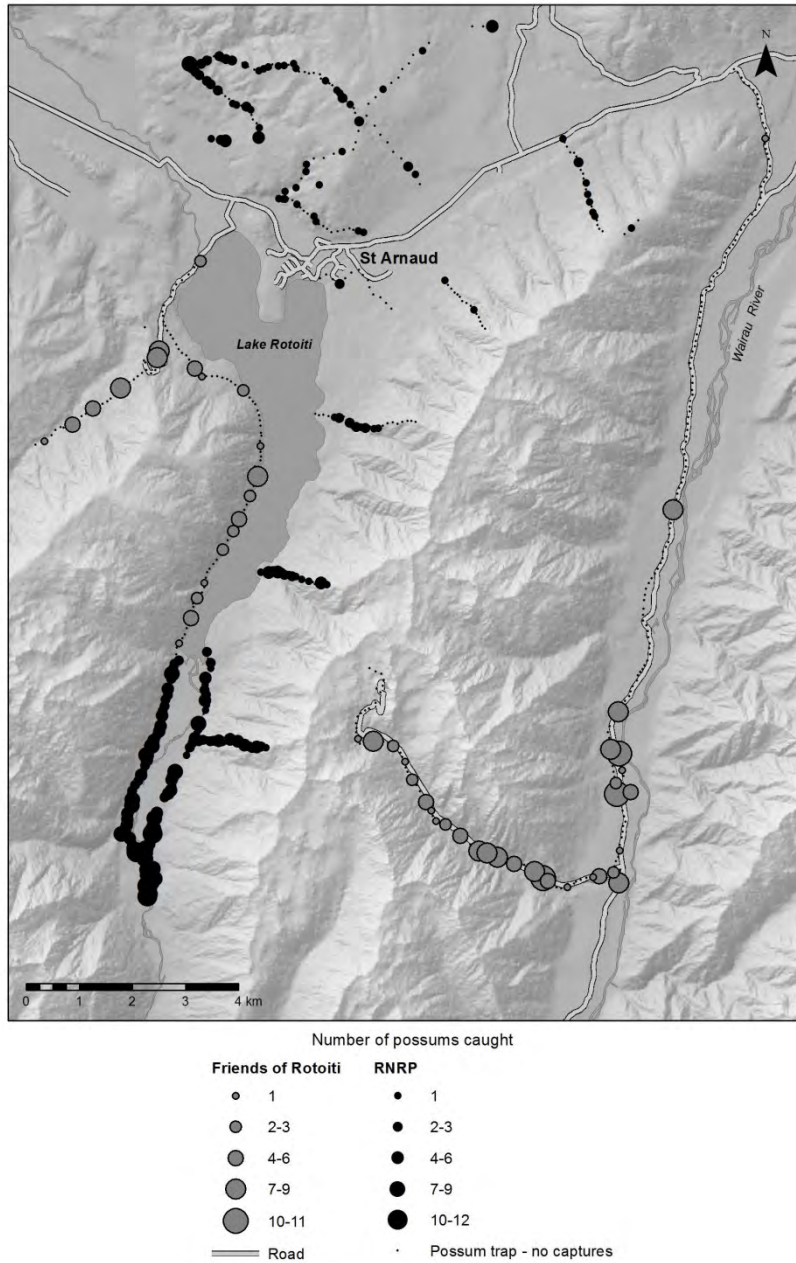 N
St Arnaud
Lake Rotoiti
Wairau River
0 1 2 3 4 km
Number of possums caught
Friends of Rotoiti RNRP
1 1
2-3 2-3
4-6 4-6
7-9 7-9
10-11 10-12
Road Possum trap - no captures